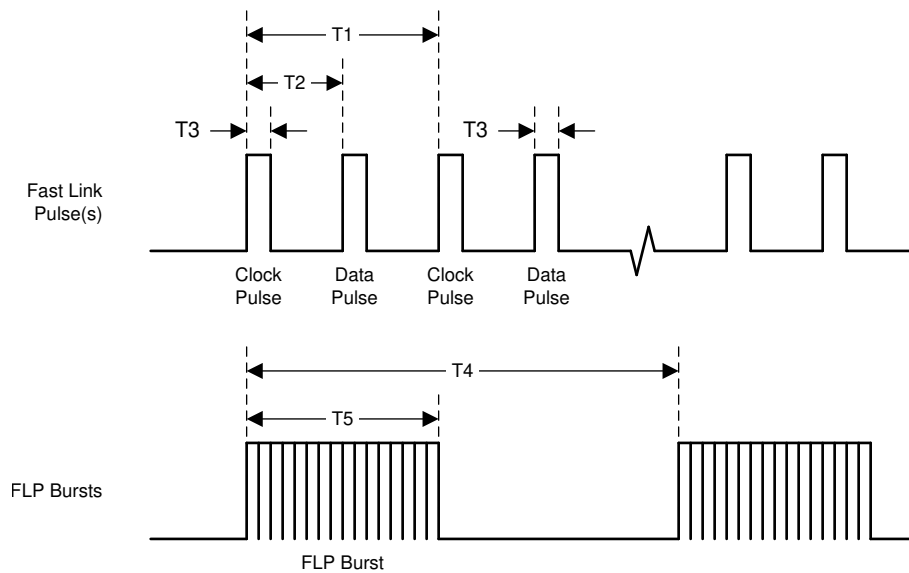 T1
T2
T3
T3
Fast Link
Pulse(s)
Clock
Pulse
Data
Pulse
Clock
Pulse
Data
Pulse
T4
T5
FLP Bursts
FLP Burst